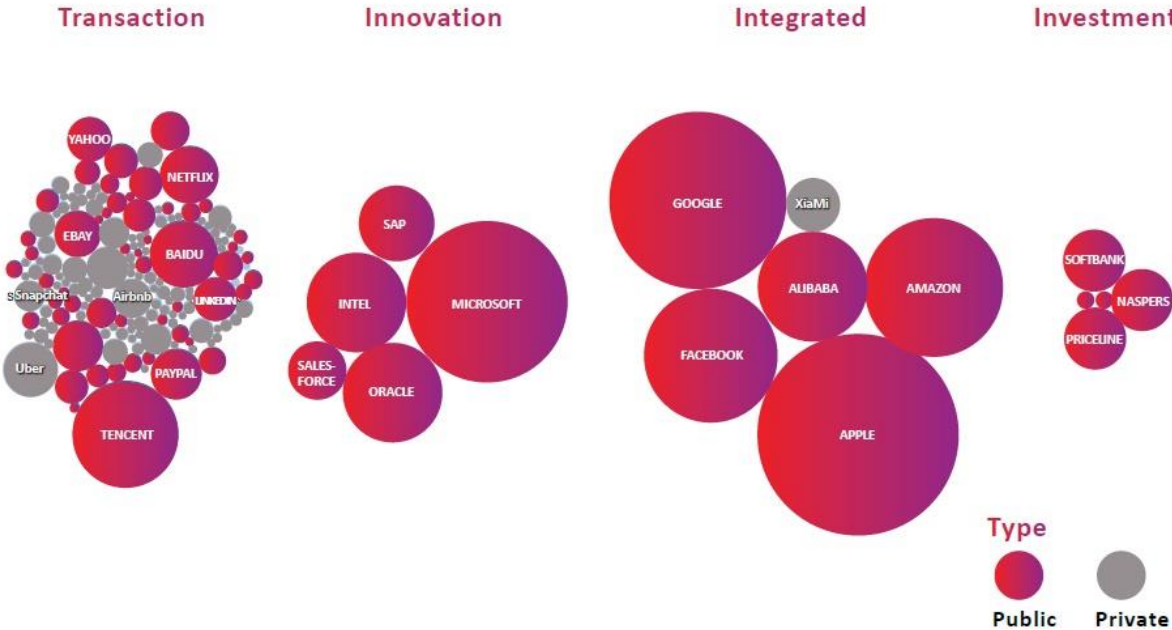 Transaction
Innovation
Integrated
Investment
YAHOO
NETFLIX
EBAY
BAIDU
Snapchat
Airbnb
LINKEDIN
Uber
PAYPAL
TENCENT
SAP
INTEL
MICROSOFT
SALES-
FORCE
ORACLE
GOOGLE
XiaMi
ALIBABA
AMAZON
FACEBOOK
APPLE
SOFTBANK
NASPERS
PRICELINE
Type
Public
Private